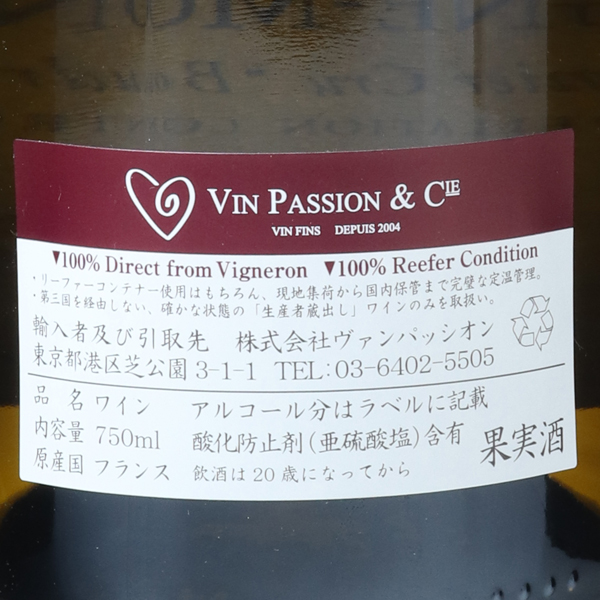 VIN PASSION & CIE
VIN FINS DEPUIS 2004
▼100% Direct from Vigneron ▼100% Reefer Condition
・リーファーコンテナー使用はもちろん、現地集荷から国内保管まで完璧な定温管理。
・第三国を経由しない、確かな状態の「生産者蔵出し」ワインのみを取扱い。
輸入者及び引取先 株式会社ヴァンパッシオン
東京都港区芝公園 3-1-1 TEL:03-6402-5505
品 名 ワイン アルコール分はラベルに記載
内容量 750ml 酸化防止剤(亜硫酸塩)含有 果実酒
原産国 フランス 飲酒は20歳になってから